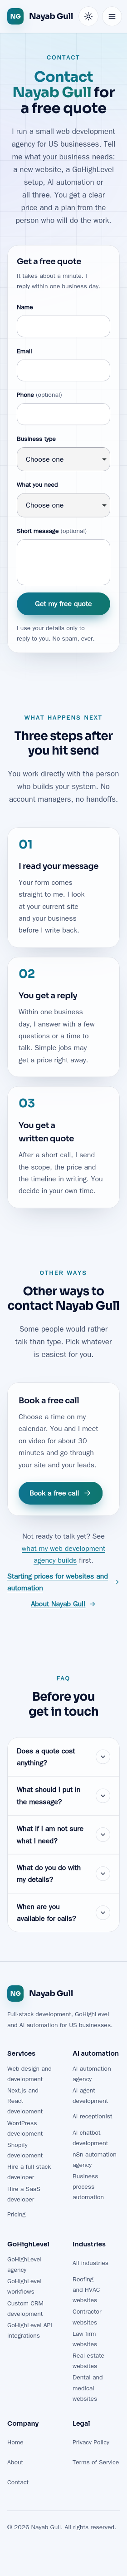 NG Nayab Gull
CONTACT
Contact
Nayab Gull for
a free quote
I run a small web development
agency for US businesses. Tell
me what your business needs:
a new website, a GoHighLevel
setup, AI automation or
all three. You get a clear
price and a plan from the
person who will do the work.
Get a free quote
It takes about a minute. I
reply within one business day.
Name
Email
Phone (optional)
Business type
Choose one
What you need
Choose one
Short message (optional)
Get my free quote
I use your details only to
reply to you. No spam, ever.
WHAT HAPPENS NEXT
Three steps after
you hit send
You work directly with the person
who builds your system. No
account managers, no handoffs.
01
I read your message
Your form comes
straight to me. I look
at your current site
and your business
before I write back.
02
You get a reply
Within one business
day, I answer with a few
questions or a time to
talk. Simple jobs may
get a price right away.
03
You get a
written quote
After a short call, I send
the scope, the price and
the timeline in writing. You
decide in your own time.
OTHER WAYS
Other ways to
contact Nayab Gull
Some people would rather
talk than type. Pick whatever
is easiest for you.
Book a free call
Choose a time on my
calendar. You and I meet
on video for about 30
minutes and go through
your site and your leads.
Book a free call →
Not ready to talk yet? See
what my web development
agency builds first.
Starting prices for websites and
automation →
About Nayab Gull →
FAQ
Before you
get in touch
Does a quote cost
anything?
What should I put in
the message?
What if I am not sure
what I need?
What do you do with
my details?
When are you
available for calls?
NG Nayab Gull
Full-stack development, GoHighLevel
and AI automation for US businesses.
Services
Web design and
development
Next.js and
React
development
WordPress
development
Shopify
development
Hire a full stack
developer
Hire a SaaS
developer
Pricing
AI automation
AI automation
agency
AI agent
development
AI receptionist
AI chatbot
development
n8n automation
agency
Business
process
automation
GoHighLevel
GoHighLevel
agency
GoHighLevel
workflows
Custom CRM
development
GoHighLevel API
integrations
Industries
All industries
Roofing
and HVAC
websites
Contractor
websites
Law firm
websites
Real estate
websites
Dental and
medical
websites
Company
Home
About
Contact
Legal
Privacy Policy
Terms of Service
© 2026 Nayab Gull. All rights reserved.